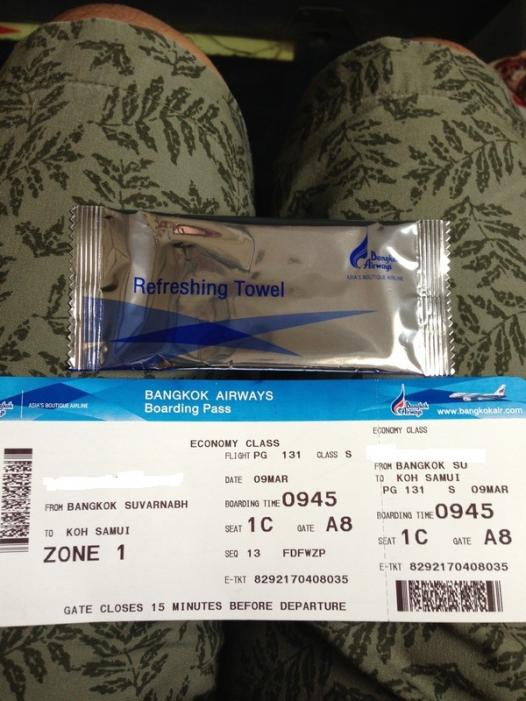 Bangkok
Airways
ASIA'S BOUTIQUE AIRLINE
Refreshing Towel
ASIA'S BOUTIQUE AIRLINE
BANGKOK AIRWAYS
Boarding Pass
Bangkok
Airways
www.bangkokair.com
ECONOMY CLASS
FLIGHT PG 131 CLASS S
DATE 09MAR
FROM BANGKOK SUVARNABH
BOARDING TIME 0945
TO KOH SAMUI
SEAT 1C GATE A8
ZONE 1
SEQ 13 FDFWZP
E-TKT 8292170408035
GATE CLOSES 15 MINUTES BEFORE DEPARTURE
ECONOMY CLASS
FROM BANGKOK SU
TO KOH SAMUI
PG 131 S 09MAR
BOARDING TIME 0945
SEAT 1C GATE A8
E-TKT 8292170408035